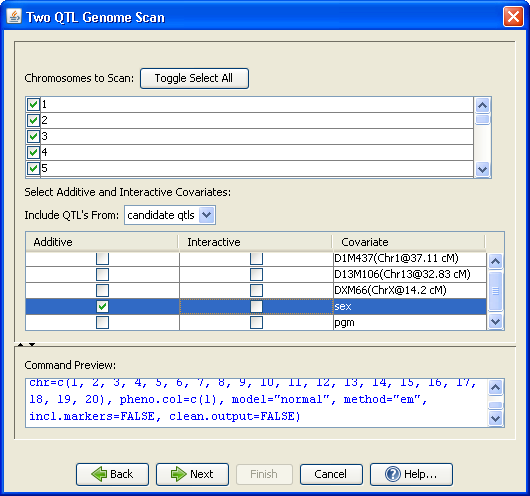 Two QTL Genome Scan
Chromosomes to Scan: Toggle Select All
1
2
3
4
5
Select Additive and Interactive Covariates:
Include QTL's From: candidate qtls
Additive Interactive Covariate
D1M437(Chr1@37.11 cM)
D13M106(Chr13@32.83 cM)
DXM66(ChrX@14.2 cM)
sex
pgm
Command Preview:
chr=c(1, 2, 3, 4, 5, 6, 7, 8, 9, 10, 11, 12, 13, 14, 15, 16, 17,
18, 19, 20), pheno.col=c(1), model="normal", method="em",
incl.markers=FALSE, clean.output=FALSE)
Back Next Finish Cancel Help...